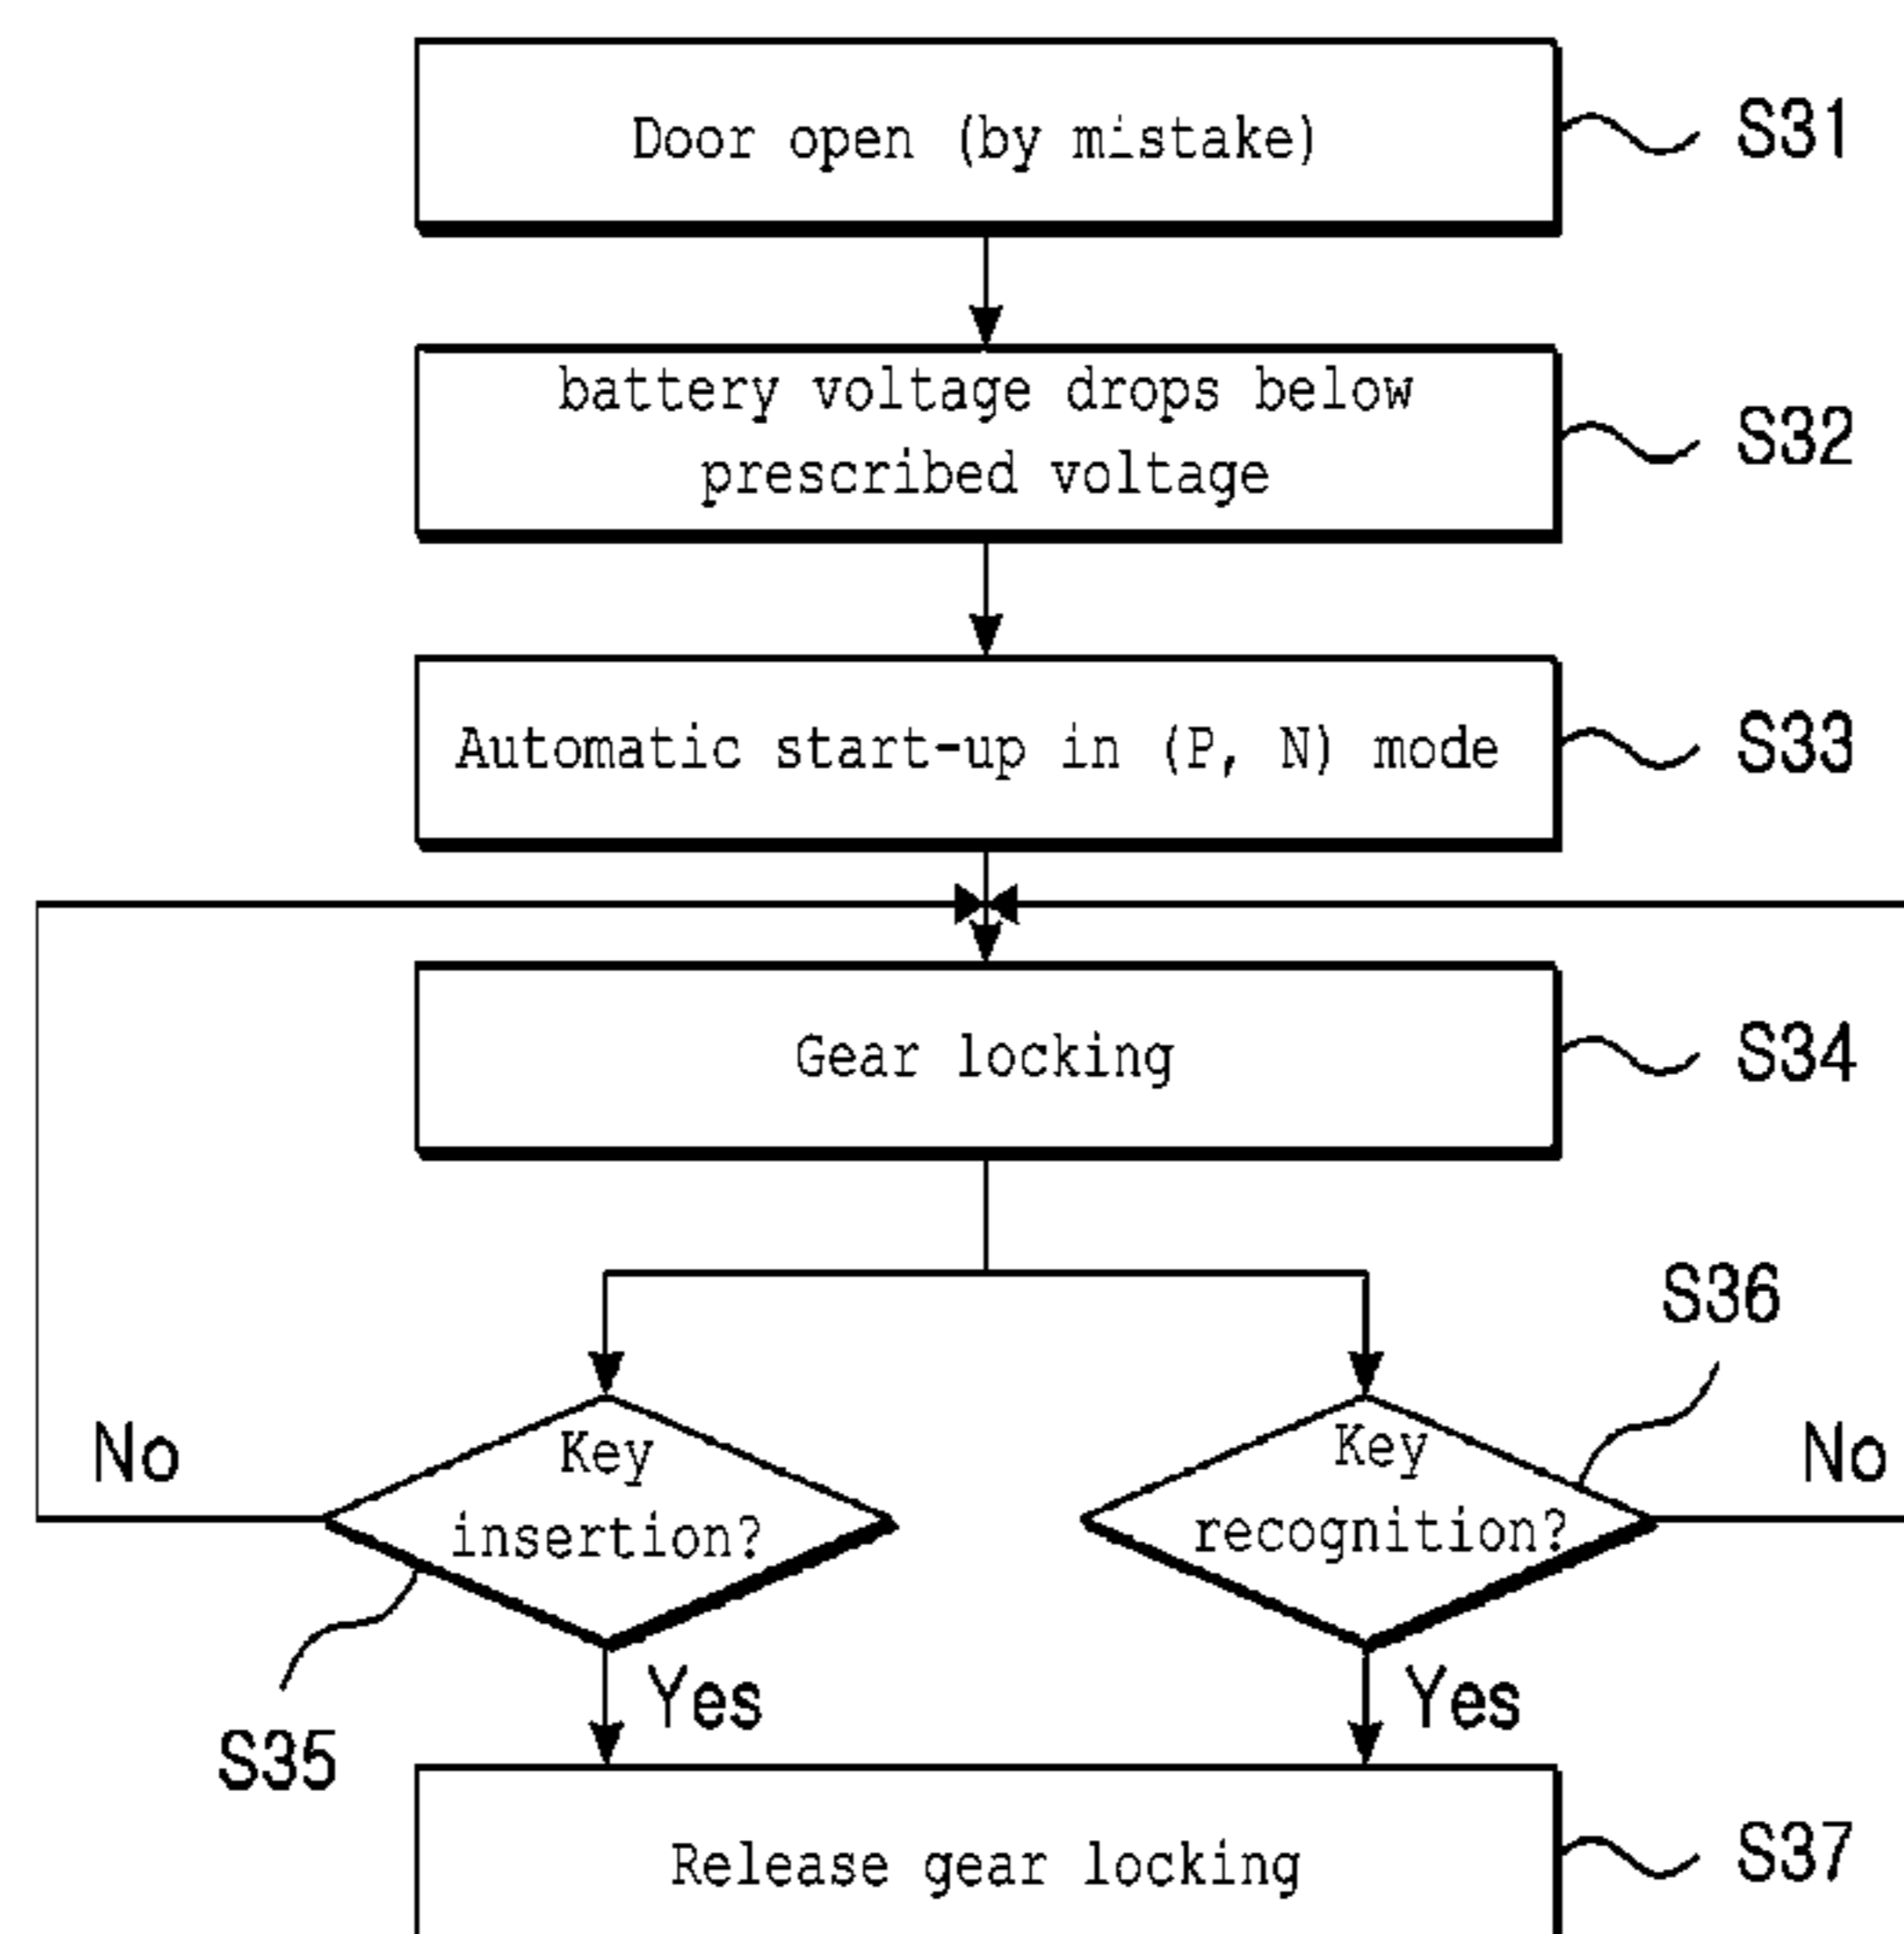 Door open (by mistake)
S31
battery voltage drops below
prescribed voltage
S32
Automatic start-up in (P, N) mode
S33
Gear locking
S34
S36
No
Key
insertion?
Key
recognition?
No
S35
Yes
Yes
Release gear locking
S37